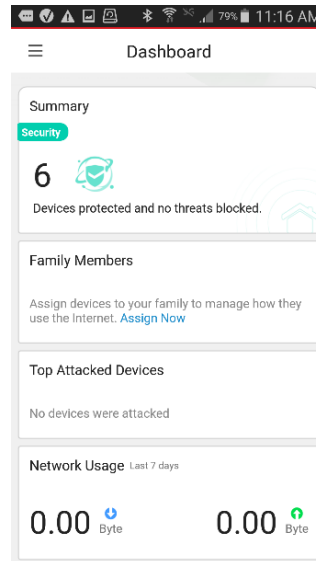 79% 11:16 AM
Dashboard
Summary
Security
6
Devices protected and no threats blocked.
Family Members
Assign devices to your family to manage how they
use the Internet. Assign Now
Top Attacked Devices
No devices were attacked
Network Usage Last 7 days
0.00 Byte 0.00 Byte